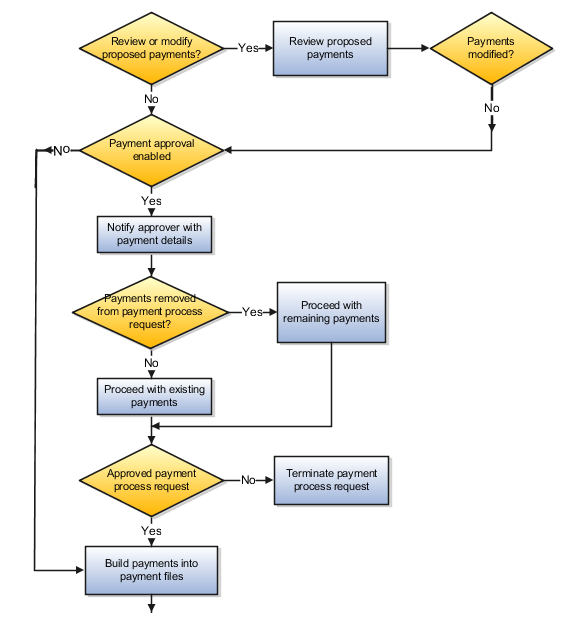 Review or modify
proposed payments?
Yes
Review proposed
payments
Payments
modified?
No
No
Payment approval
enabled
No
Yes
Notify approver with
payment details
Payments removed
from payment process
request?
Yes
Proceed with
remaining payments
No
Proceed with existing
payments
Approved payment
process request
No
Terminate payment
process request
Yes
Build payments into
payment files